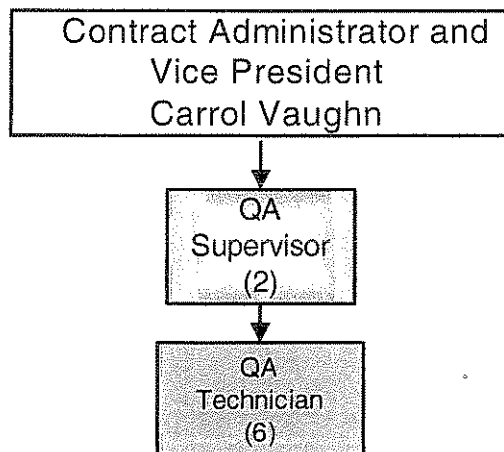 Contract Administrator and
Vice President
Carrol Vaughn
QA
Supervisor
(2)
QA
Technician
(6)